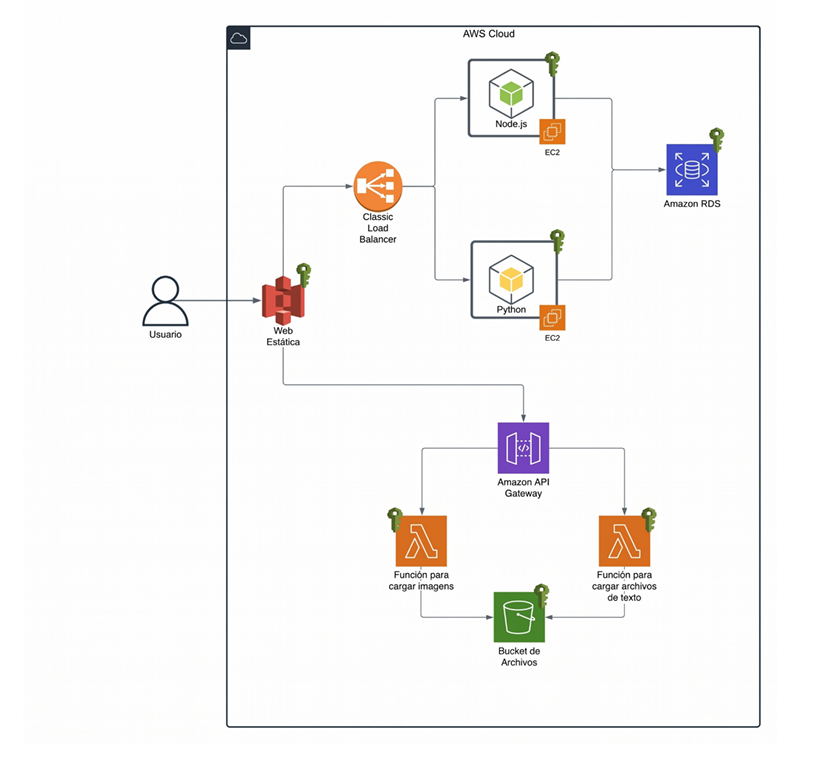 AWS Cloud
Node.js
EC2
Amazon RDS
Classic
Load
Balancer
Python
EC2
Usuario
Web
Estática
Amazon API
Gateway
Función para
cargar imagens
Función para
cargar archivos
de texto
Bucket de
Archivos